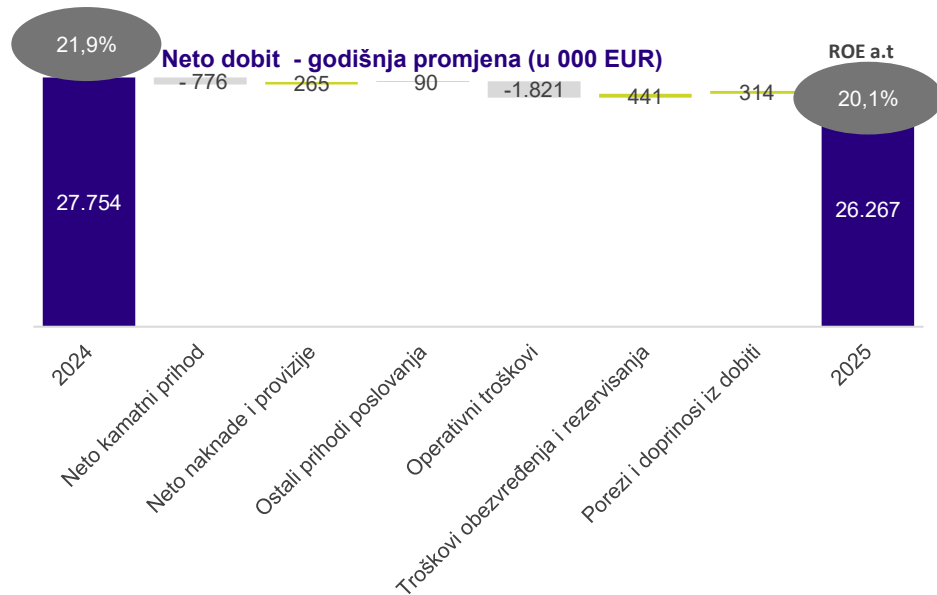 21,9%
Neto dobit - godišnja promjena (u 000 EUR)
ROE a.t
- 776
265
90
-1.821
441
314
20,1%
27.754
26.267
2024
Neto kamatni prihod
Neto naknade i provizije
Ostali prihodi poslovanja
Operativni troškovi
Troškovi obezvređenja i rezervisanja
Porezi i doprinosi iz dobiti
2025